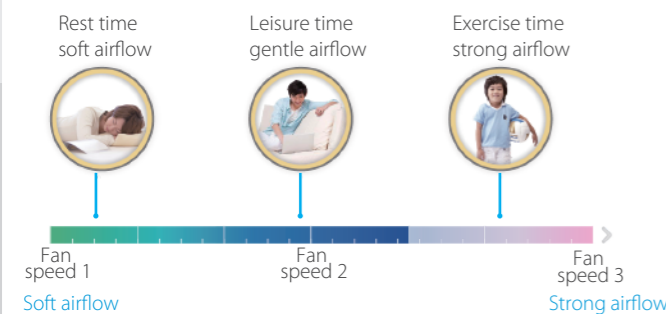 Rest time
soft airflow
Leisure time
gentle airflow
Exercise time
strong airflow
Fan
speed 1
Fan
speed 2
Fan
speed 3
Soft airflow
Strong airflow